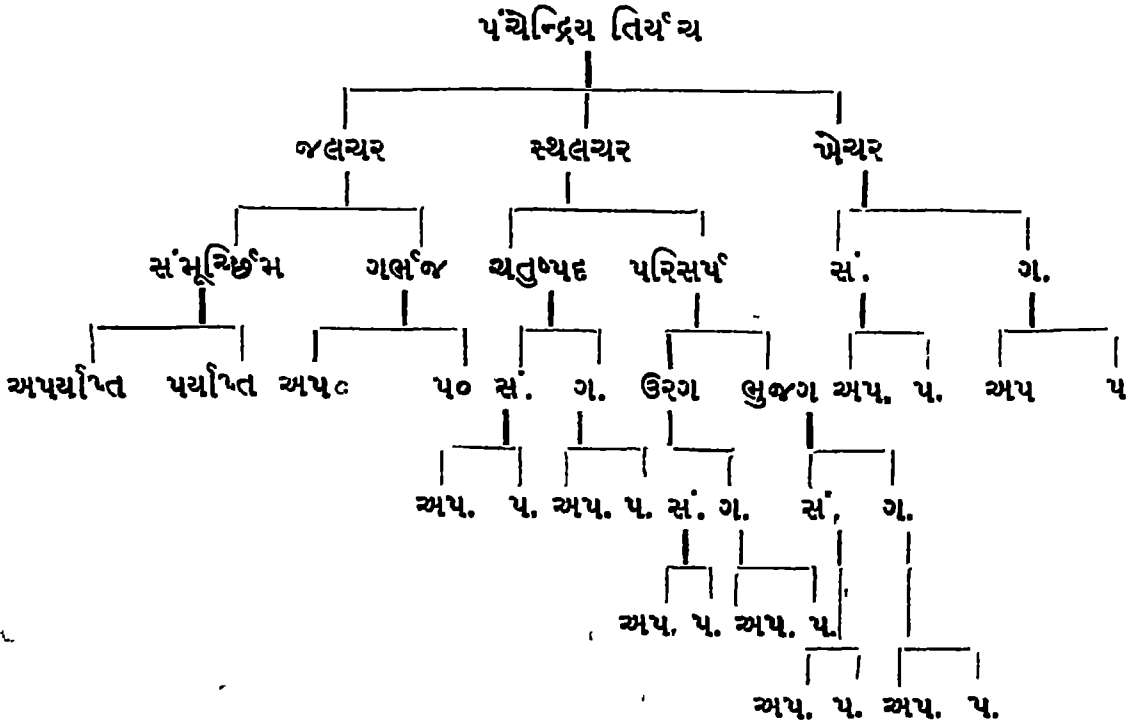 પંચેન્દ્રિય તિર્યંચ
જલચર સ્થલચર ખેચર
સંમૂર્ચ્છિમ ગર્ભજ ચતુષ્પદ પરિસર્પ સં. ગ.
અપર્યાપ્ત પર્યાપ્ત અપ૦ ૫૦ સં. ગ. ઉરગ ભુજગ અપ. પ. અપ પ
અપ. પ. અપ. પ. સં. ગ. સં. ગ.
અપ. પ. અપ. પ.
અપ. પ. અપ. પ.